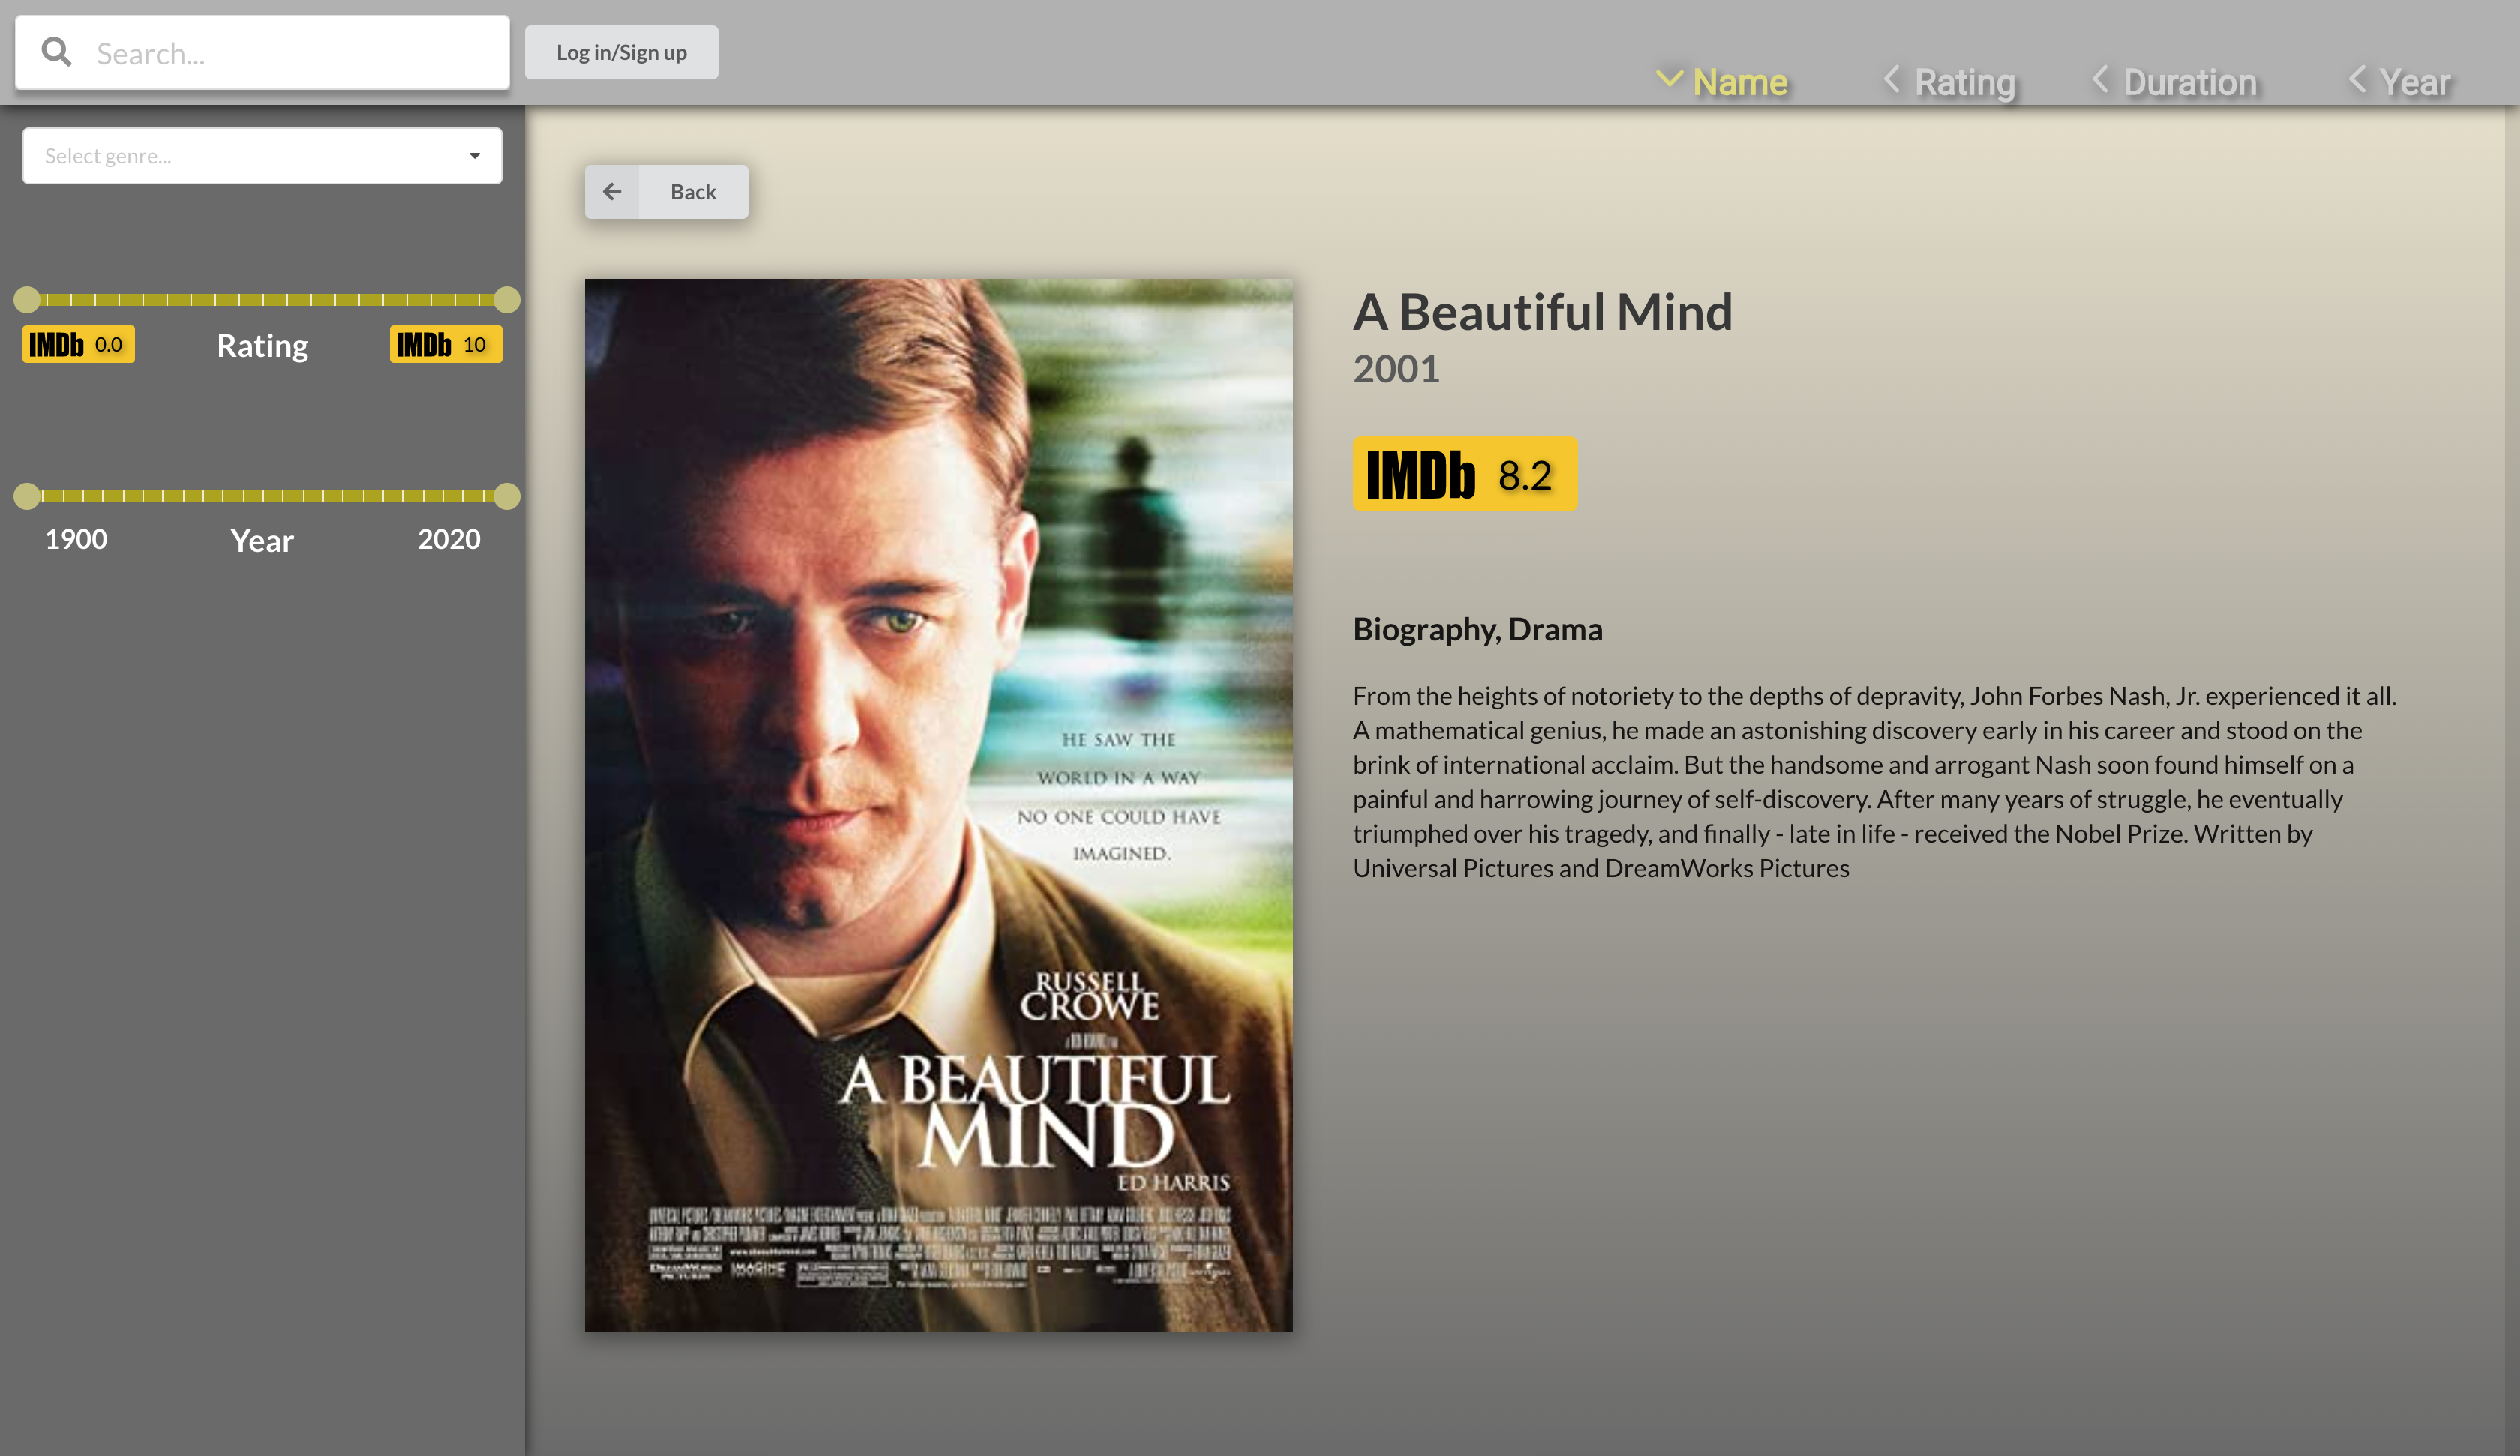 Search...
Log in/Sign up
Name
Rating
Duration
Year
Select genre...
IMDb 0.0
Rating
IMDb 10
1900
Year
2020
Back
A Beautiful Mind
2001
IMDb 8.2
Biography, Drama
From the heights of notoriety to the depths of depravity, John Forbes Nash, Jr. experienced it all.
A mathematical genius, he made an astonishing discovery early in his career and stood on the
brink of international acclaim. But the handsome and arrogant Nash soon found himself on a
painful and harrowing journey of self-discovery. After many years of struggle, he eventually
triumphed over his tragedy, and finally - late in life - received the Nobel Prize. Written by
Universal Pictures and DreamWorks Pictures
HE SAW THE
WORLD IN A WAY
NO ONE COULD HAVE
IMAGINED.
RUSSELL
CROWE
A BEAUTIFUL
MIND
ED HARRIS
IMAGINE